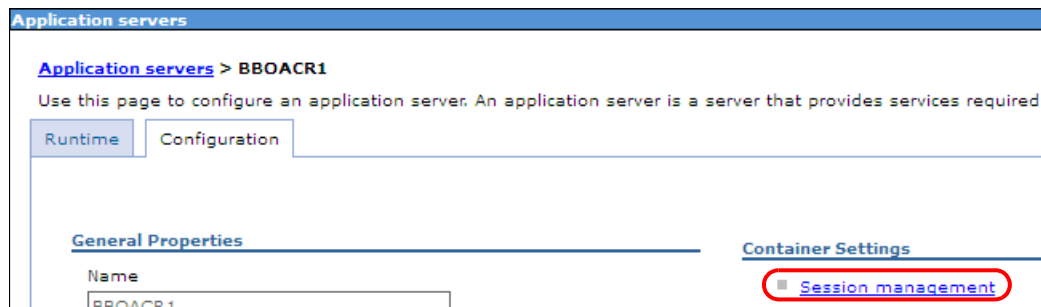 Application servers
Application servers > BBOACR1
Use this page to configure an application server. An application server is a server that provides services required
Runtime
Configuration
General Properties
Container Settings
Name
Session management
BBOACR1